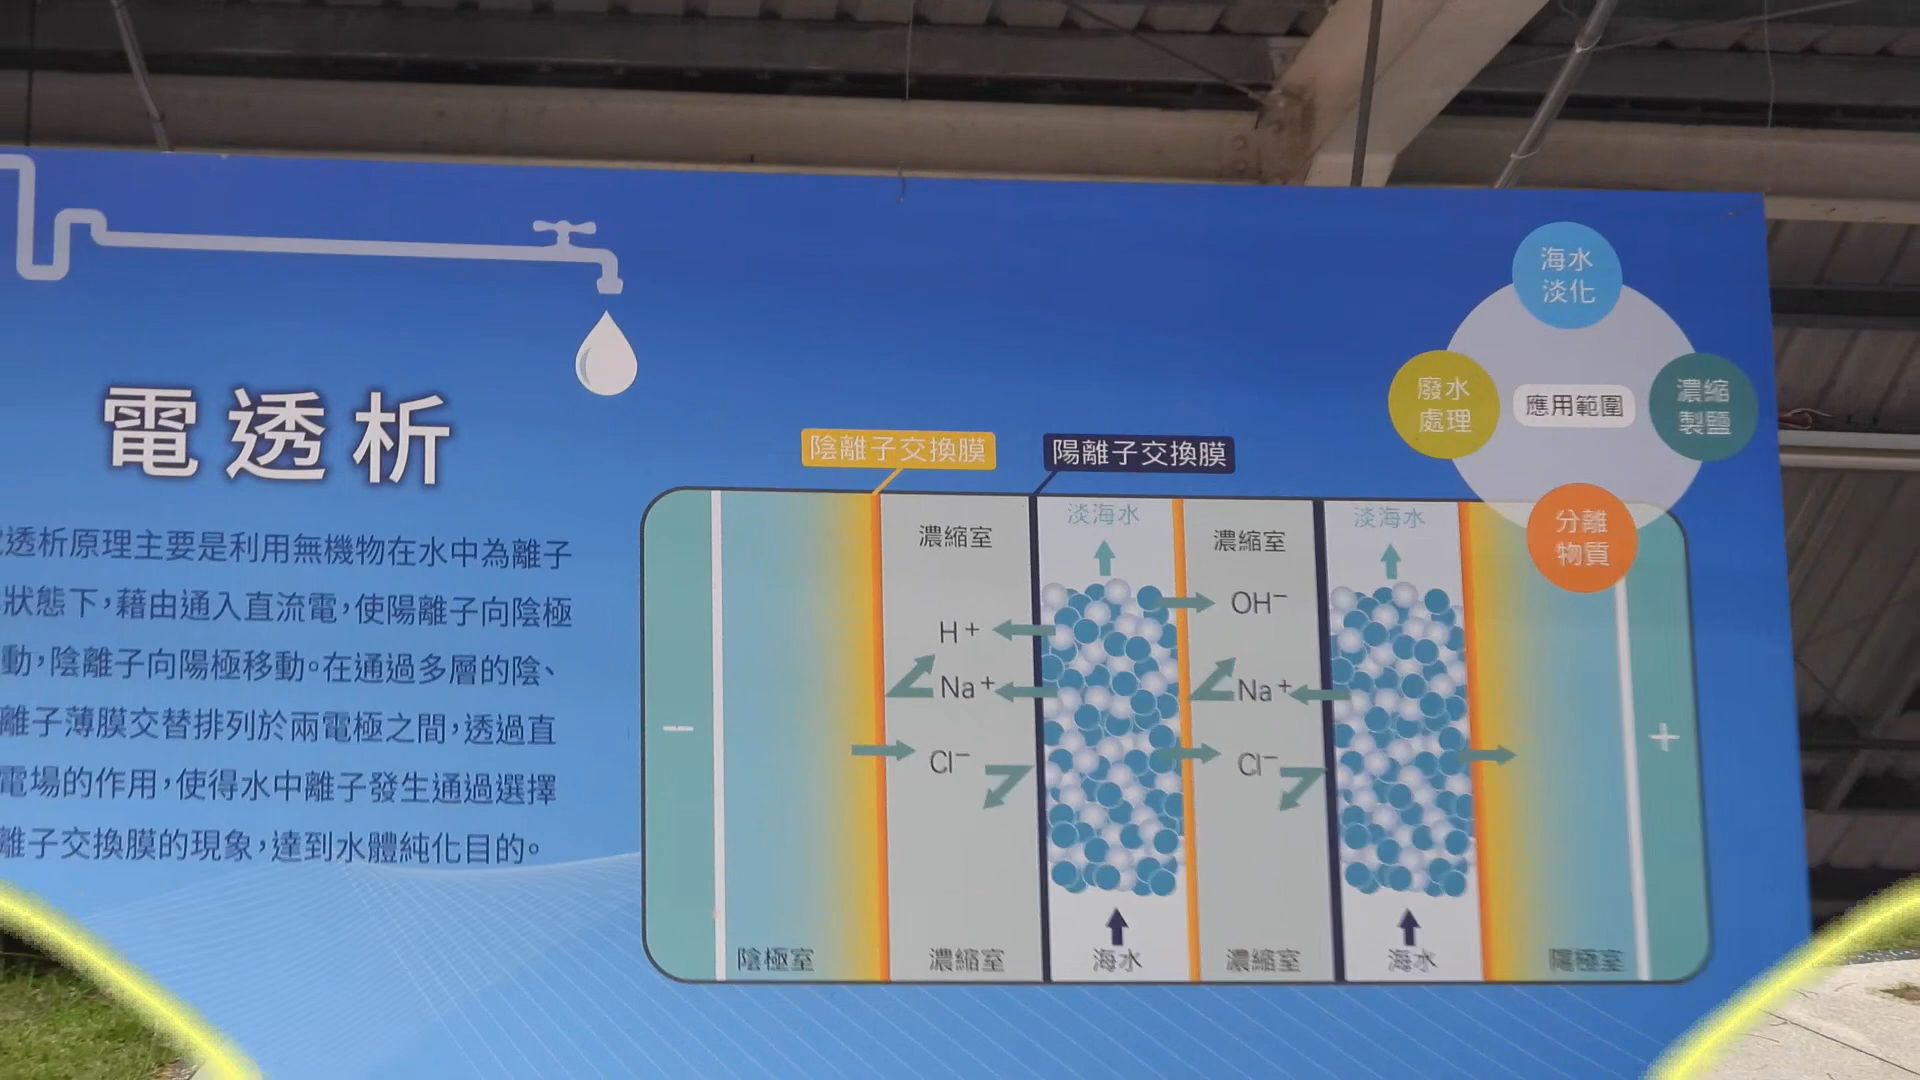 電透析
透析原理主要是利用無機物在水中為離子
狀態下，藉由通入直流電，使陽離子向陰極
動，陰離子向陽極移動。在通過多層的陰、
離子薄膜交替排列於兩電極之間，透過直
電場的作用，使得水中離子發生通過選擇
離子交換膜的現象，達到水體純化目的。
海水
淡化
廢水
處理
應用範圍
濃縮
製鹽
分離
物質
陰離子交換膜
陽離子交換膜
濃縮室
淡海水
濃縮室
淡海水
H+
OH−
Na+
Na+
Cl−
Cl−
−
+
陰極室
濃縮室
海水
濃縮室
海水
陽極室